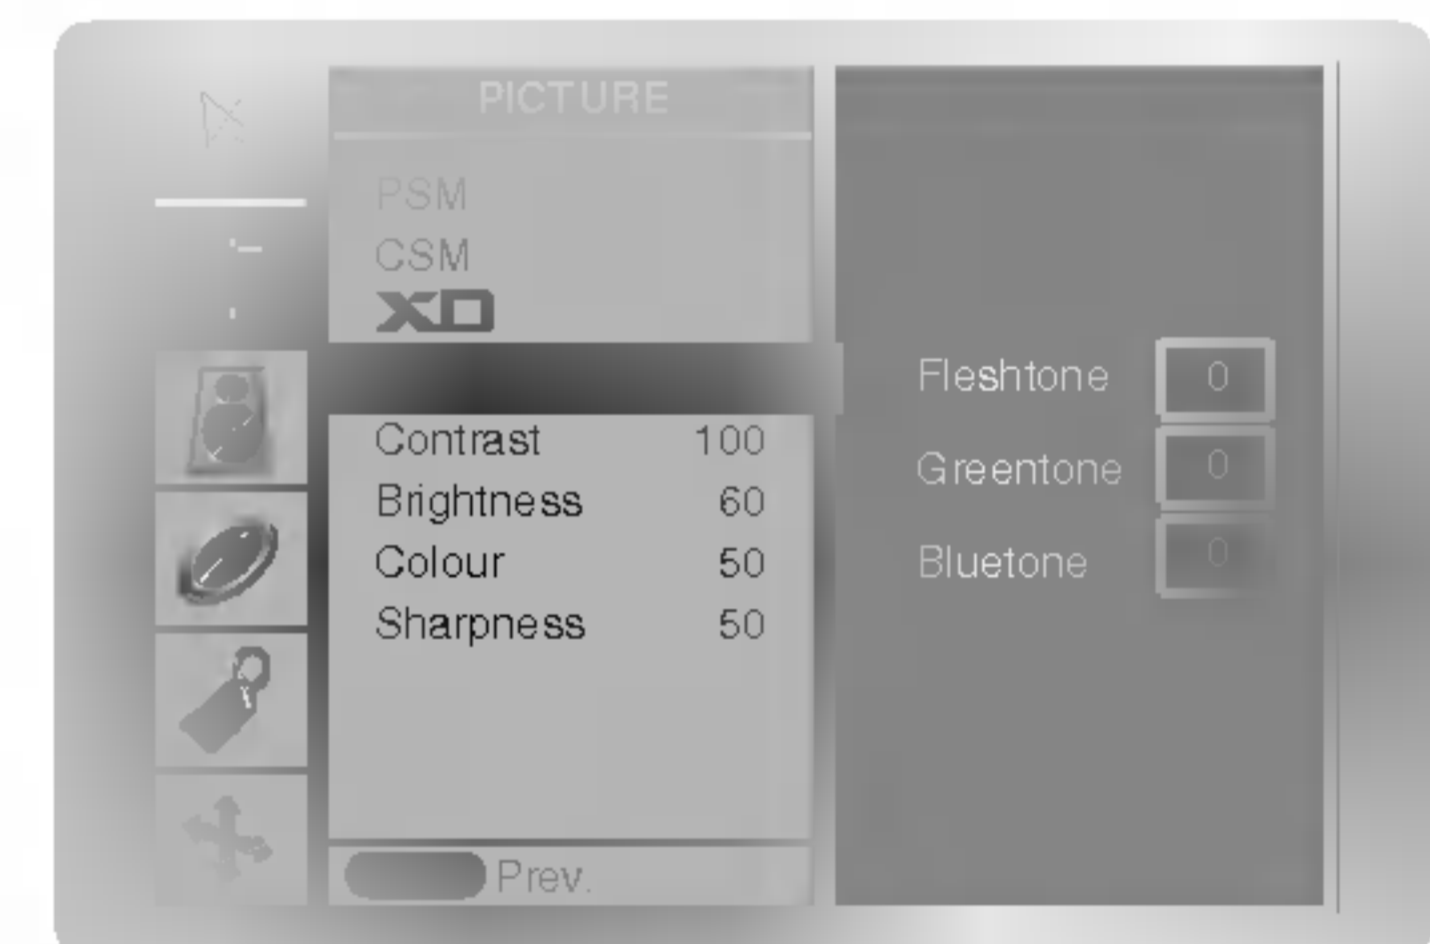 PICTURE
PSM
CSM
XD
Contrast 100
Brightness 60
Colour 50
Sharpness 50
Prev.
Fleshtone 0
Greentone 0
Bluetone 0